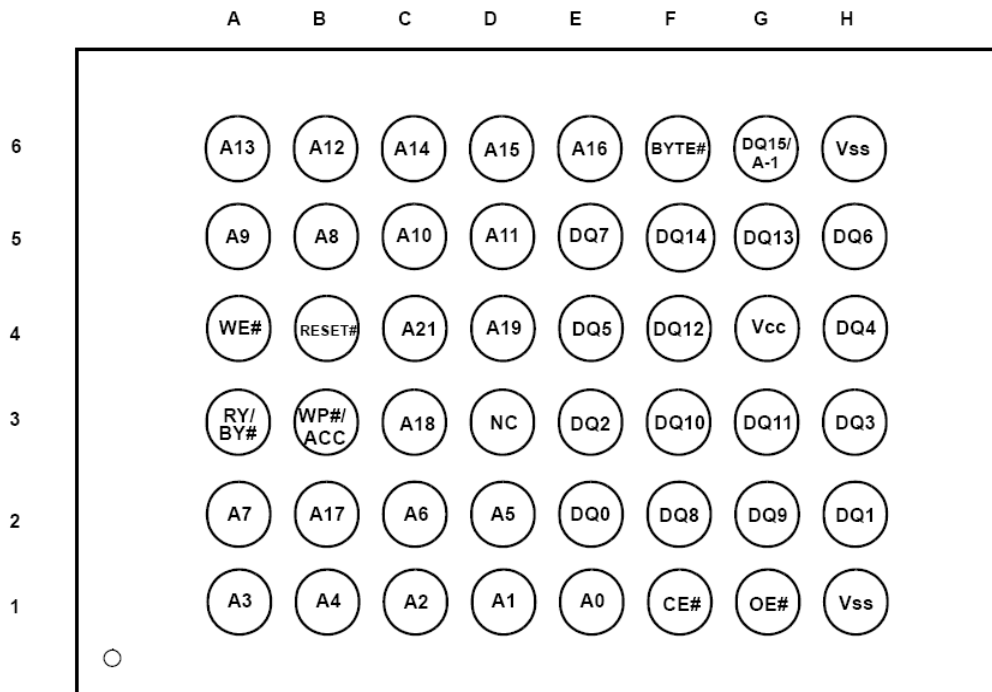 A B C D E F G H
6 A13 A12 A14 A15 A16 BYTE# DQ15/ A-1 Vss
5 A9 A8 A10 A11 DQ7 DQ14 DQ13 DQ6
4 WE# RESET# A21 A19 DQ5 DQ12 Vcc DQ4
3 RY/ BY# WP#/ ACC A18 NC DQ2 DQ10 DQ11 DQ3
2 A7 A17 A6 A5 DQ0 DQ8 DQ9 DQ1
1 A3 A4 A2 A1 A0 CE# OE# Vss